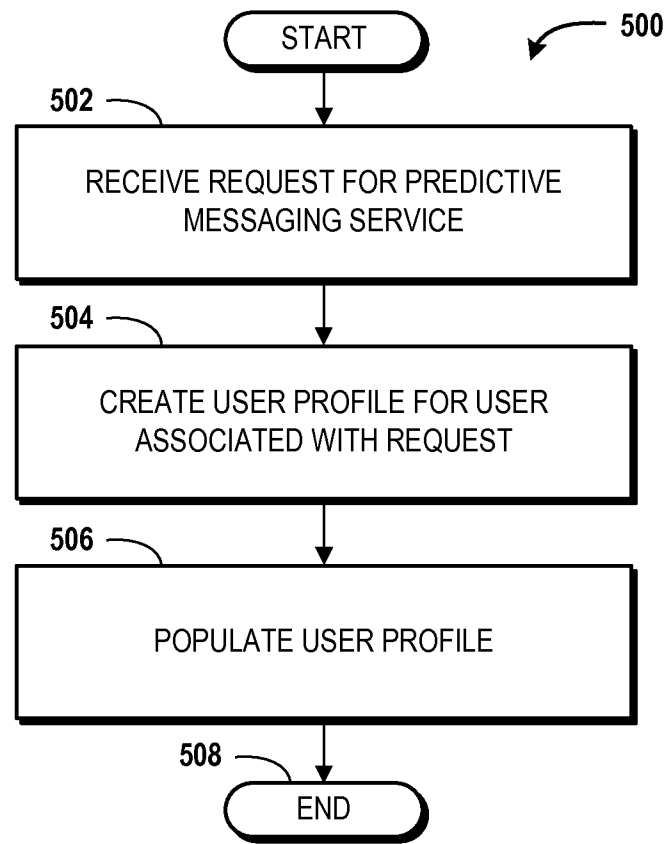 START
500
502
RECEIVE REQUEST FOR PREDICTIVE
MESSAGING SERVICE
504
CREATE USER PROFILE FOR USER
ASSOCIATED WITH REQUEST
506
POPULATE USER PROFILE
508
END